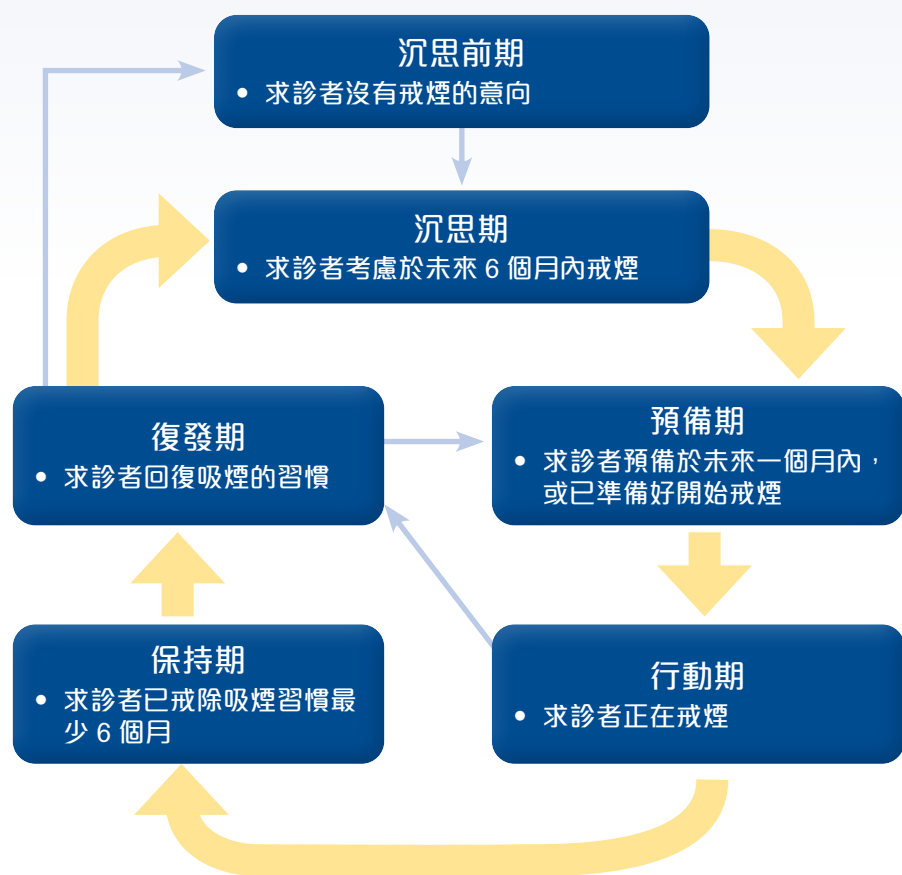 沉思前期
• 求診者沒有戒煙的意向
沉思期
• 求診者考慮於未來 6 個月內戒煙
復發期
• 求診者回復吸煙的習慣
預備期
• 求診者預備於未來一個月內，
或已準備好開始戒煙
保持期
• 求診者已戒除吸煙習慣最
少 6 個月
行動期
• 求診者正在戒煙